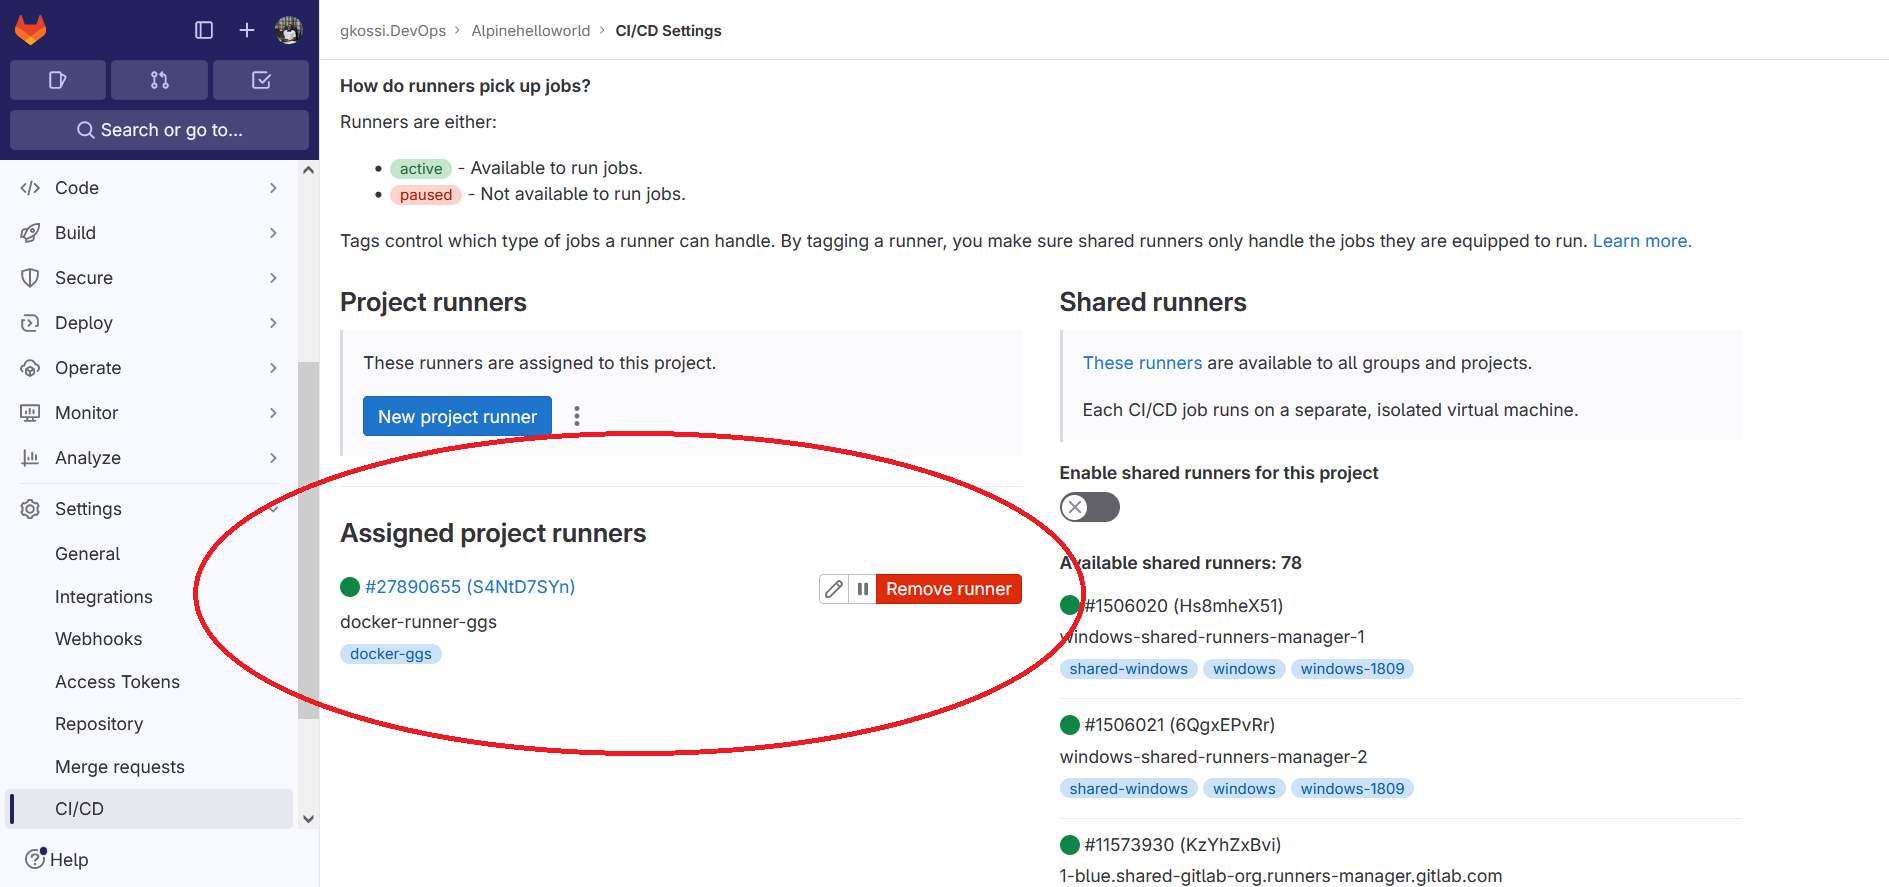 gkossi.DevOps > Alpinehelloworld > CI/CD Settings
Search or go to...
Code
Build
Secure
Deploy
Operate
Monitor
Analyze
Settings
General
Integrations
Webhooks
Access Tokens
Repository
Merge requests
CI/CD
Help
How do runners pick up jobs?
Runners are either:
• active - Available to run jobs.
• paused - Not available to run jobs.
Tags control which type of jobs a runner can handle. By tagging a runner, you make sure shared runners only handle the jobs they are equipped to run. Learn more.
Project runners
These runners are assigned to this project.
New project runner
Assigned project runners
#27890655 (S4NtD7SYn)
Remove runner
docker-runner-ggs
docker-ggs
Shared runners
These runners are available to all groups and projects.
Each CI/CD job runs on a separate, isolated virtual machine.
Enable shared runners for this project
Available shared runners: 78
#1506020 (Hs8mheX51)
windows-shared-runners-manager-1
shared-windows windows windows-1809
#1506021 (6QgxEPvRr)
windows-shared-runners-manager-2
shared-windows windows windows-1809
#11573930 (KzYhZxBvi)
1-blue.shared-gitlab-org.runners-manager.gitlab.com